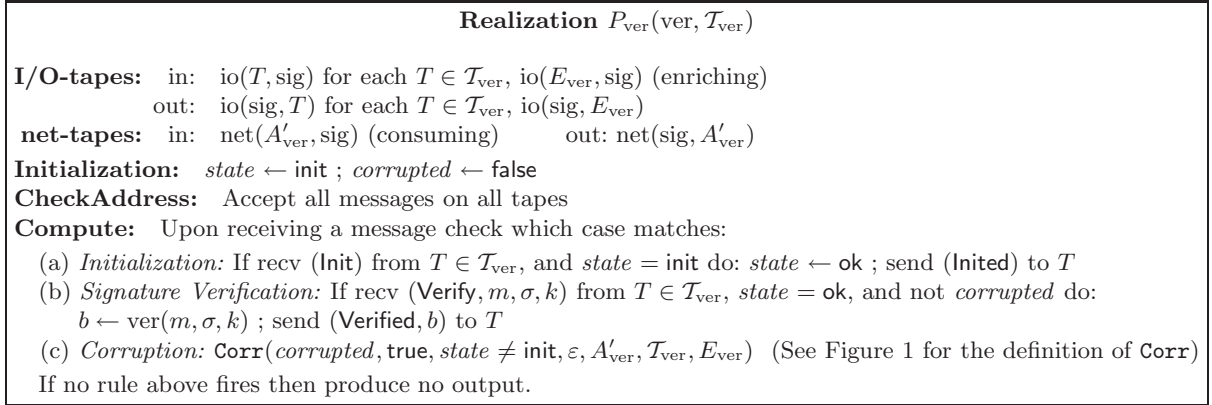 Realization P_ver(ver, 𝒯_ver)
I/O-tapes: in: io(T, sig) for each T ∈ 𝒯_ver, io(E_ver, sig) (enriching)
out: io(sig, T) for each T ∈ 𝒯_ver, io(sig, E_ver)
net-tapes: in: net(A′_ver, sig) (consuming) out: net(sig, A′_ver)
Initialization: state ← init ; corrupted ← false
CheckAddress: Accept all messages on all tapes
Compute: Upon receiving a message check which case matches:
(a) Initialization: If recv (Init) from T ∈ 𝒯_ver, and state = init do: state ← ok ; send (Inited) to T
(b) Signature Verification: If recv (Verify, m, σ, k) from T ∈ 𝒯_ver, state = ok, and not corrupted do:
b ← ver(m, σ, k) ; send (Verified, b) to T
(c) Corruption: Corr(corrupted, true, state ≠ init, ε, A′_ver, 𝒯_ver, E_ver) (See Figure 1 for the definition of Corr)
If no rule above fires then produce no output.